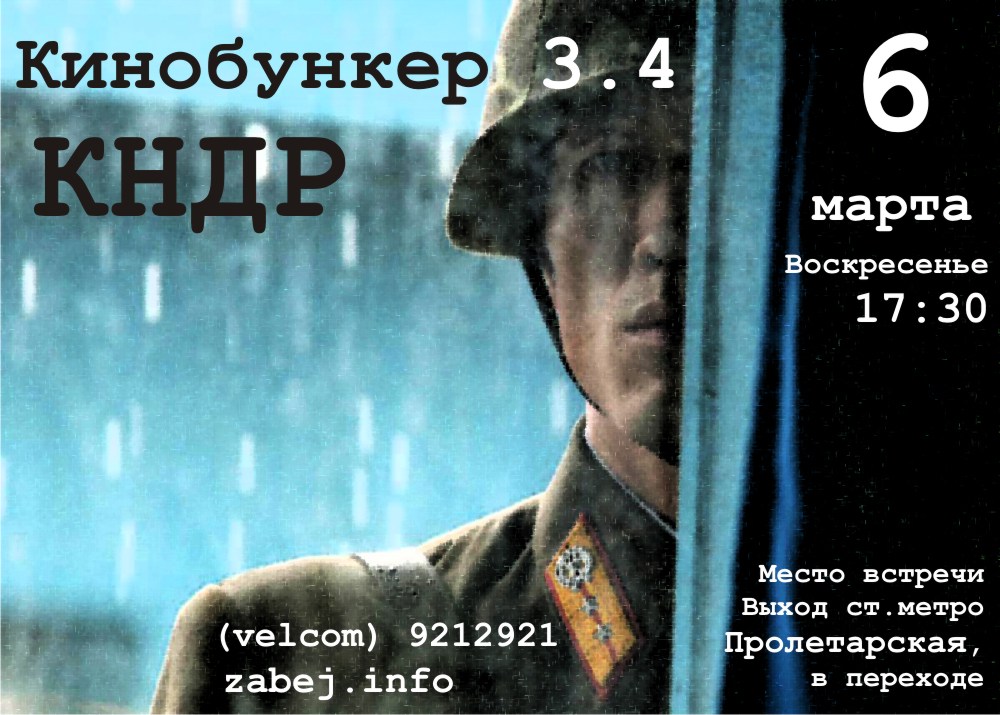 Кинобункер 3.4
КНДР
6
марта
Воскресенье
17:30
Место встречи
Выход ст.метро
Пролетарская,
в переходе
(velcom) 9212921
zabej.info